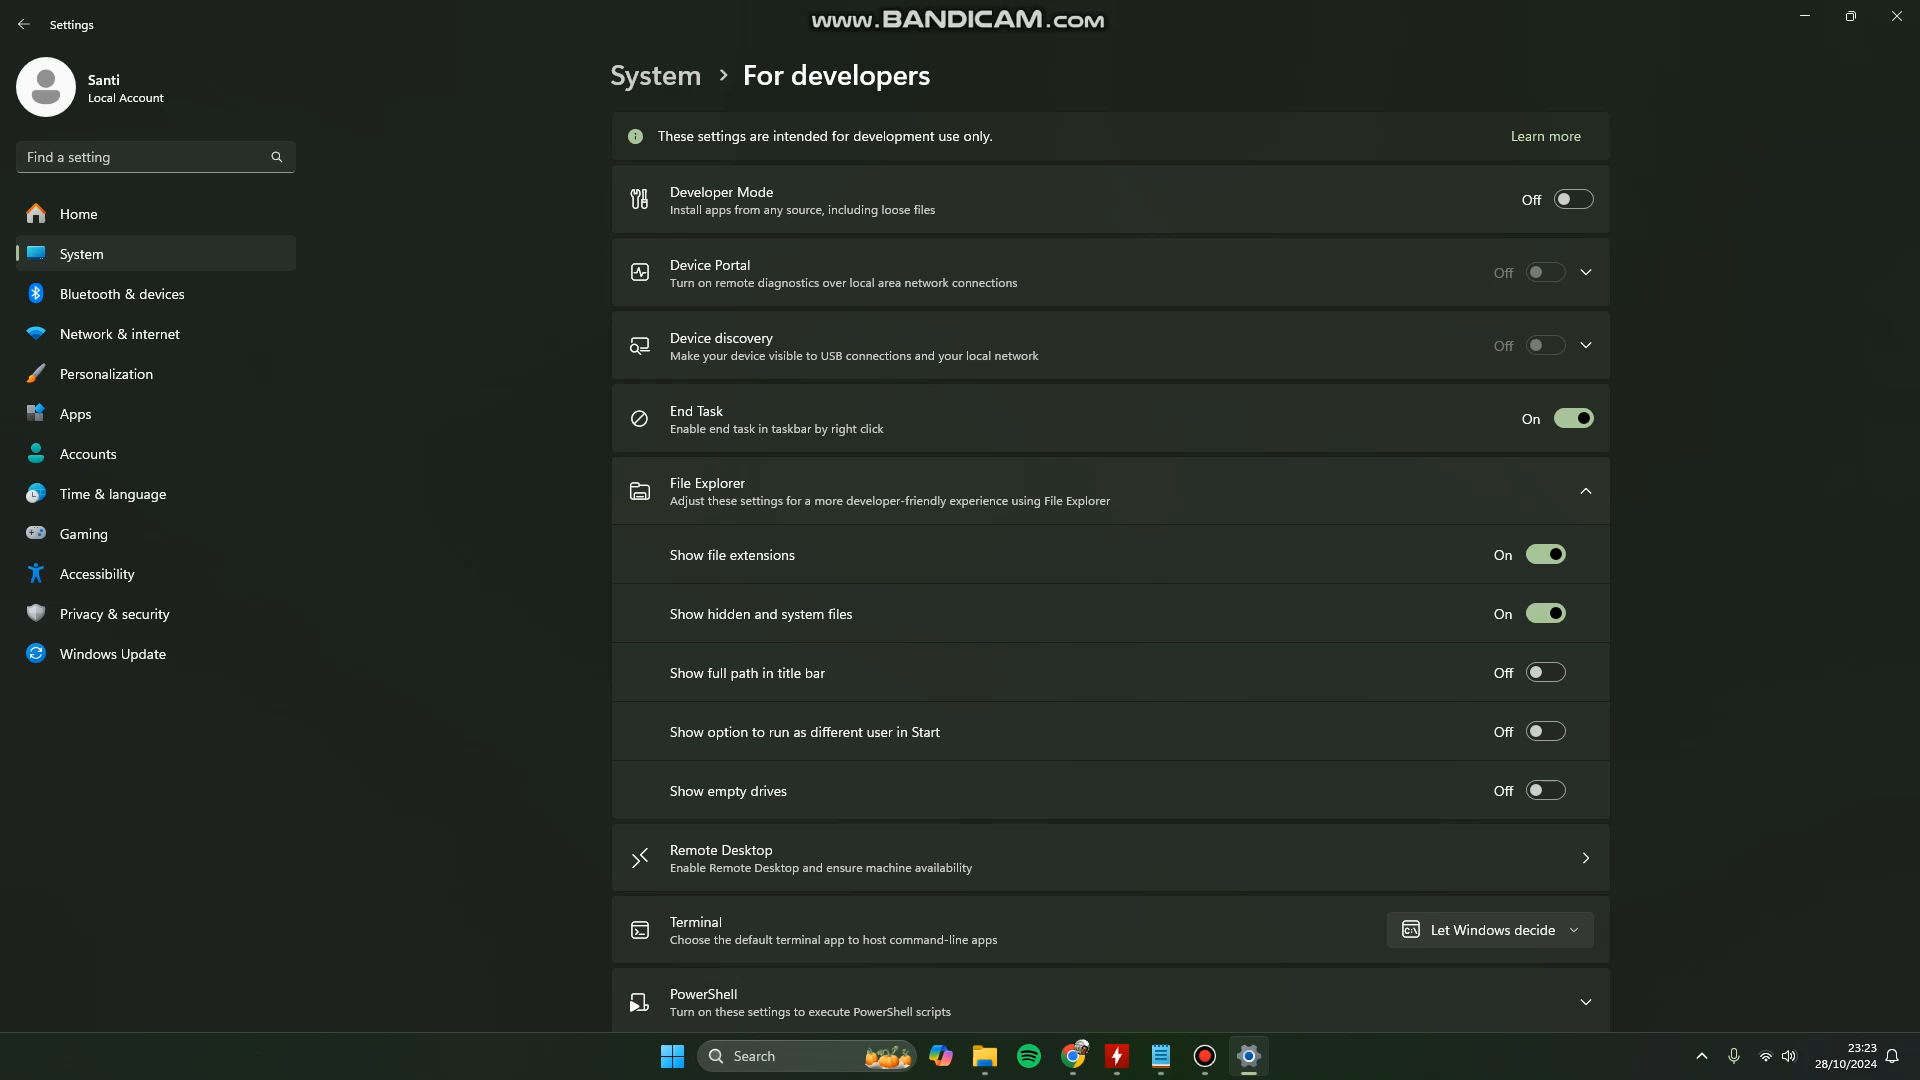 Settings
www.BANDICAM.com
Santi
Local Account
Find a setting
Home
System
Bluetooth & devices
Network & internet
Personalization
Apps
Accounts
Time & language
Gaming
Accessibility
Privacy & security
Windows Update
System > For developers
These settings are intended for development use only.
Learn more
Developer Mode
Install apps from any source, including loose files
Off
Device Portal
Turn on remote diagnostics over local area network connections
Off
Device discovery
Make your device visible to USB connections and your local network
Off
End Task
Enable end task in taskbar by right click
On
File Explorer
Adjust these settings for a more developer-friendly experience using File Explorer
Show file extensions
On
Show hidden and system files
On
Show full path in title bar
Off
Show option to run as different user in Start
Off
Show empty drives
Off
Remote Desktop
Enable Remote Desktop and ensure machine availability
Terminal
Choose the default terminal app to host command-line apps
Let Windows decide
PowerShell
Turn on these settings to execute PowerShell scripts
Search
23:23
28/10/2024